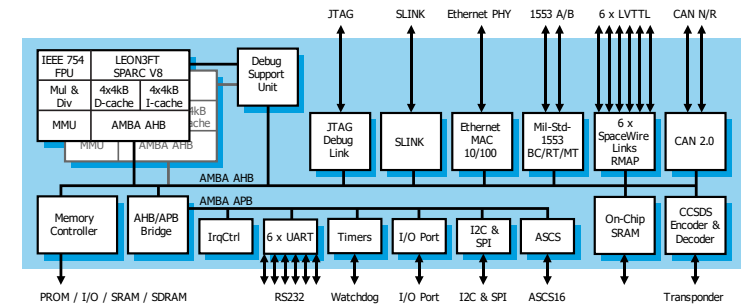 JTAG
SLINK
Ethernet PHY
1553 A/B
6 x LVTTL
CAN N/R
IEEE 754
FPU
LEON3FT
SPARC V8
Mul &
Div
4x4kB
D-cache
4x4kB
I-cache
MMU
AMBA AHB
4kB
ache
MMU
AMBA AHB
Debug
Support
Unit
JTAG
Debug
Link
SLINK
Ethernet
MAC
10/100
Mil-Std-
1553
BC/RT/MT
6 x
SpaceWire
Links
RMAP
CAN 2.0
AMBA AHB
AMBA APB
Memory
Controller
AHB/APB
Bridge
IrqCtrl
6 x UART
Timers
I/O Port
I2C &
SPI
ASCS
On-Chip
SRAM
CCSDS
Encoder &
Decoder
PROM / I/O / SRAM / SDRAM
RS232
Watchdog
I/O Port
I2C & SPI
ASCS16
Transponder